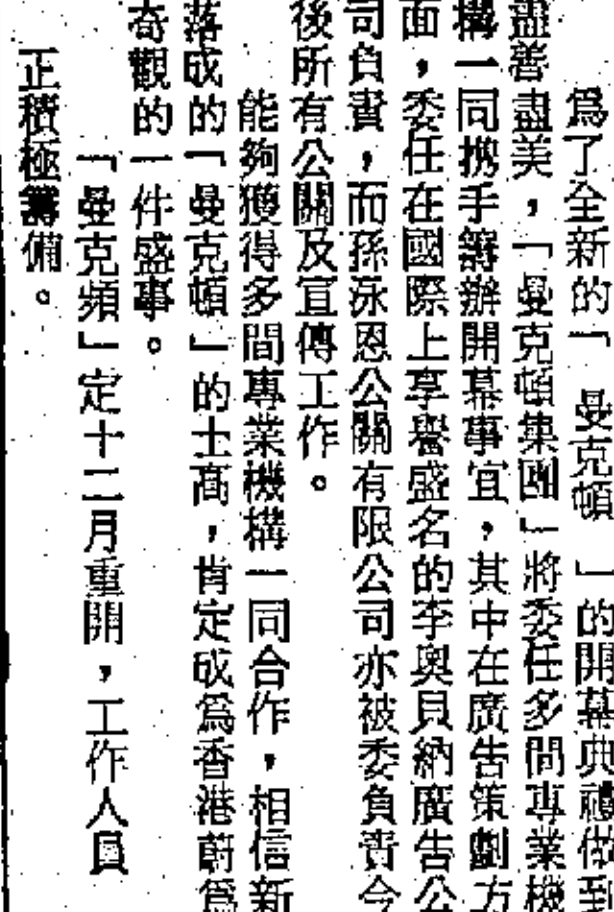 爲了全新的「曼克頓」的開幕典禮做到
盡善盡美，「曼克頓集團」將委任多間專業機
構一同携手籌辦開幕事宜，其中在廣告策劃方
面，委任在國際上享譽盛名的李奧貝納廣告公
司負責，而孫泳恩公關有限公司亦被委負責今
後所有公關及宣傳工作。
能夠獲得多間專業機構一同合作，相信新
落成的「曼克頓」的士高，肯定成爲香港蔚爲
奇觀的一件盛事。
「曼克頻」定十二月重開，工作人員
正積極籌備。